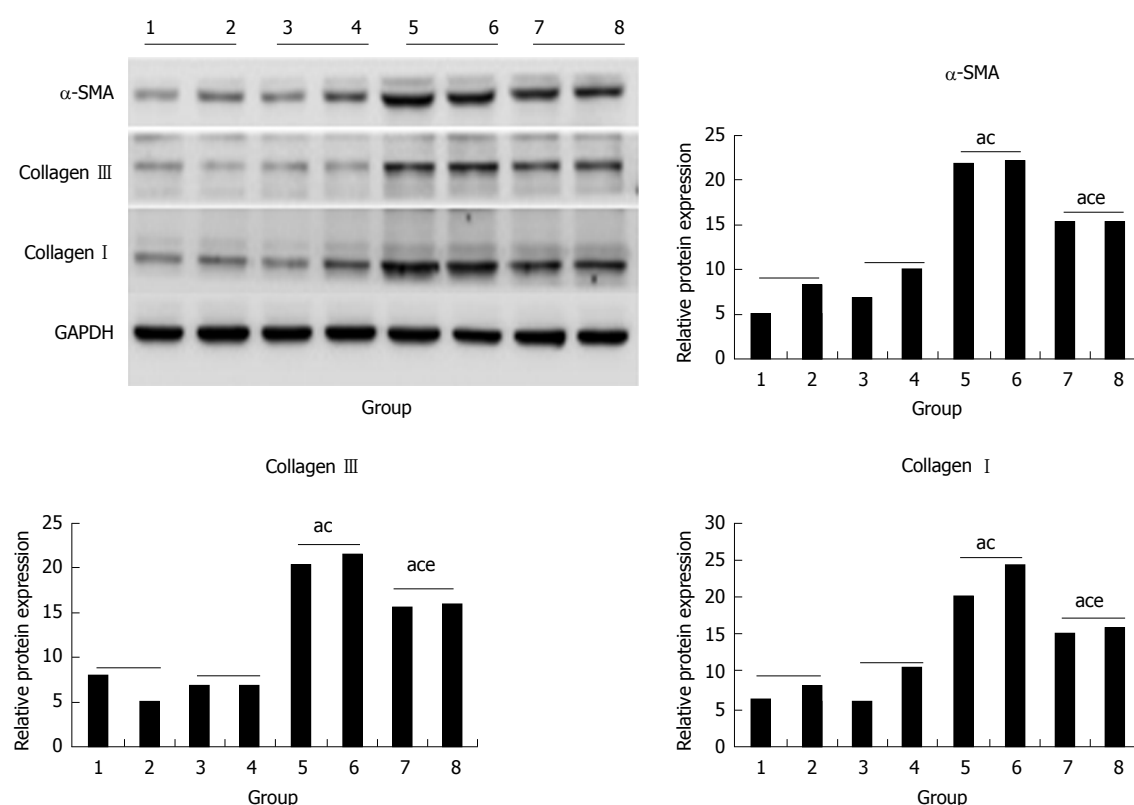 1 2 3 4 5 6 7 8
α-SMA
Collagen Ⅲ
Collagen Ⅰ
GAPDH
Group
α-SMA
Relative protein expression
25
20
15
10
5
0
ac
ace
1 2 3 4 5 6 7 8
Group
Collagen Ⅲ
Relative protein expression
25
20
15
10
5
0
ac
ace
1 2 3 4 5 6 7 8
Group
Collagen Ⅰ
Relative protein expression
30
25
20
15
10
5
0
ac
ace
1 2 3 4 5 6 7 8
Group